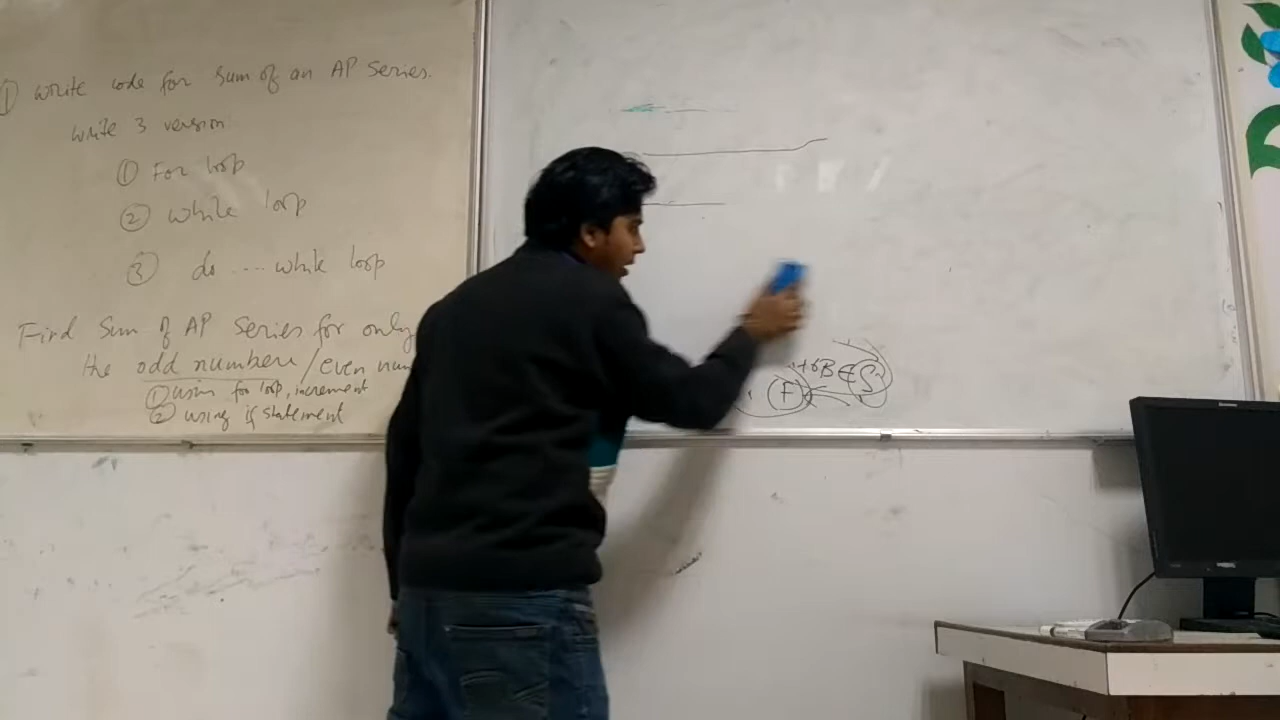 ① Write code for sum of an AP series.
Write 3 version
① For loop
② while loop
③ do .... while loop
Find Sum of AP Series for only
the odd numbers/even num
① using for loop, increment
② using if statement
F